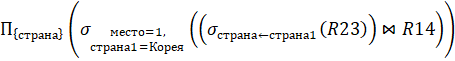 Π{страна} (σ место=1, страна1=Корея ((σстрана←страна1 (R23)) ⋈ R14))